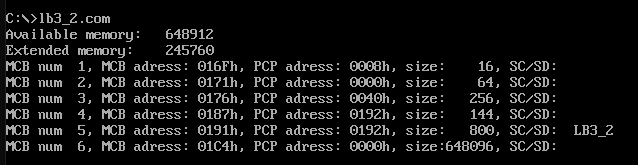 C:\>lb3_2.com
Available memory:   648912
Extended memory:    245760
MCB num  1, MCB adress: 016Fh, PCP adress: 0008h, size:    16, SC/SD:
MCB num  2, MCB adress: 0171h, PCP adress: 0000h, size:    64, SC/SD:
MCB num  3, MCB adress: 0176h, PCP adress: 0040h, size:   256, SC/SD:
MCB num  4, MCB adress: 0187h, PCP adress: 0192h, size:   144, SC/SD:
MCB num  5, MCB adress: 0191h, PCP adress: 0192h, size:   800, SC/SD:  LB3_2
MCB num  6, MCB adress: 01C4h, PCP adress: 0000h, size:648096, SC/SD: